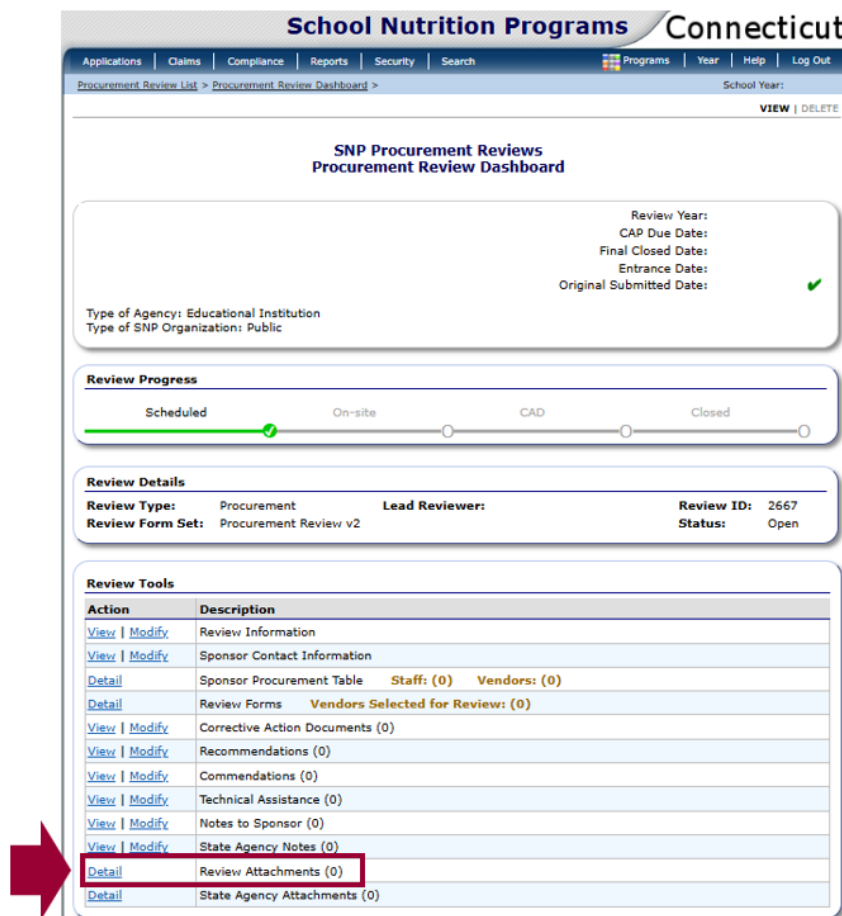 School Nutrition Programs Connecticut
Applications | Claims | Compliance | Reports | Security | Search Programs | Year | Help | Log Out
Procurement Review List > Procurement Review Dashboard > School Year:
VIEW | DELETE
SNP Procurement Reviews
Procurement Review Dashboard
Review Year:
CAP Due Date:
Final Closed Date:
Entrance Date:
Original Submitted Date:
Type of Agency: Educational Institution
Type of SNP Organization: Public
Review Progress
Scheduled On-site CAD Closed
Review Details
Review Type: Procurement Lead Reviewer: Review ID: 2667
Review Form Set: Procurement Review v2 Status: Open
Review Tools
Action Description
View | Modify Review Information
View | Modify Sponsor Contact Information
Detail Sponsor Procurement Table Staff: (0) Vendors: (0)
Detail Review Forms Vendors Selected for Review: (0)
View | Modify Corrective Action Documents (0)
View | Modify Recommendations (0)
View | Modify Commendations (0)
View | Modify Technical Assistance (0)
View | Modify Notes to Sponsor (0)
View | Modify State Agency Notes (0)
Detail Review Attachments (0)
Detail State Agency Attachments (0)